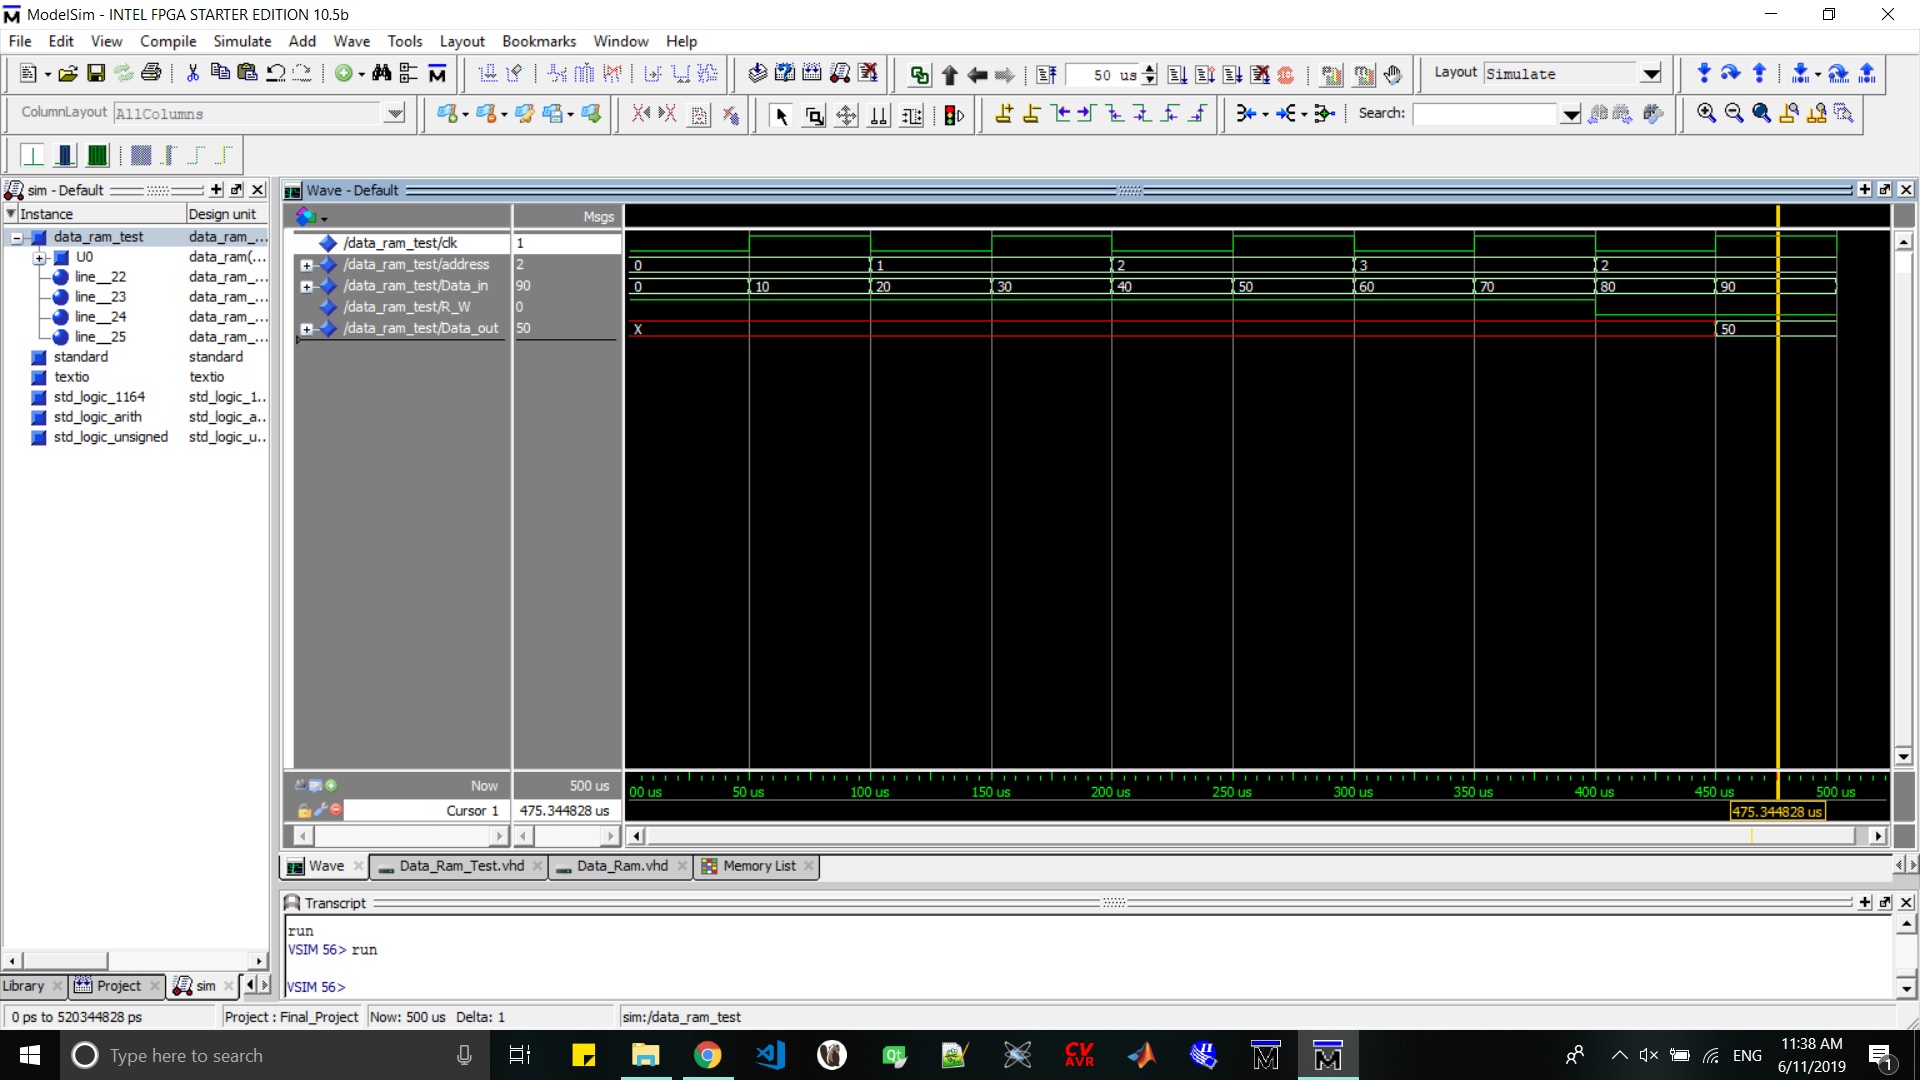 ModelSim - INTEL FPGA STARTER EDITION 10.5b
File Edit View Compile Simulate Add Wave Tools Layout Bookmarks Window Help
50 us Layout Simulate
ColumnLayout AllColumns Search:
sim - Default
Instance Design unit
data_ram_test data_ram_...
U0 data_ram(...
line__22 data_ram_...
line__23 data_ram_...
line__24 data_ram_...
line__25 data_ram_...
standard standard
textio textio
std_logic_1164 std_logic_1..
std_logic_arith std_logic_a..
std_logic_unsigned std_logic_u..
Library Project sim
Wave - Default
Msgs
/data_ram_test/clk 1
/data_ram_test/address 2 0 1 2 3 2
/data_ram_test/Data_in 90 0 10 20 30 40 50 60 70 80 90
/data_ram_test/R_W 0
/data_ram_test/Data_out 50 X 50
Now 500 us 00 us 50 us 100 us 150 us 200 us 250 us 300 us 350 us 400 us 450 us 500 us
Cursor 1 475.344828 us 475.344828 us
Wave Data_Ram_Test.vhd Data_Ram.vhd Memory List
Transcript
run
VSIM 56> run
VSIM 56>
0 ps to 520344828 ps Project : Final_Project Now: 500 us Delta: 1 sim:/data_ram_test
Type here to search
Qt
CV
AVR
ENG
11:38 AM
6/11/2019
1